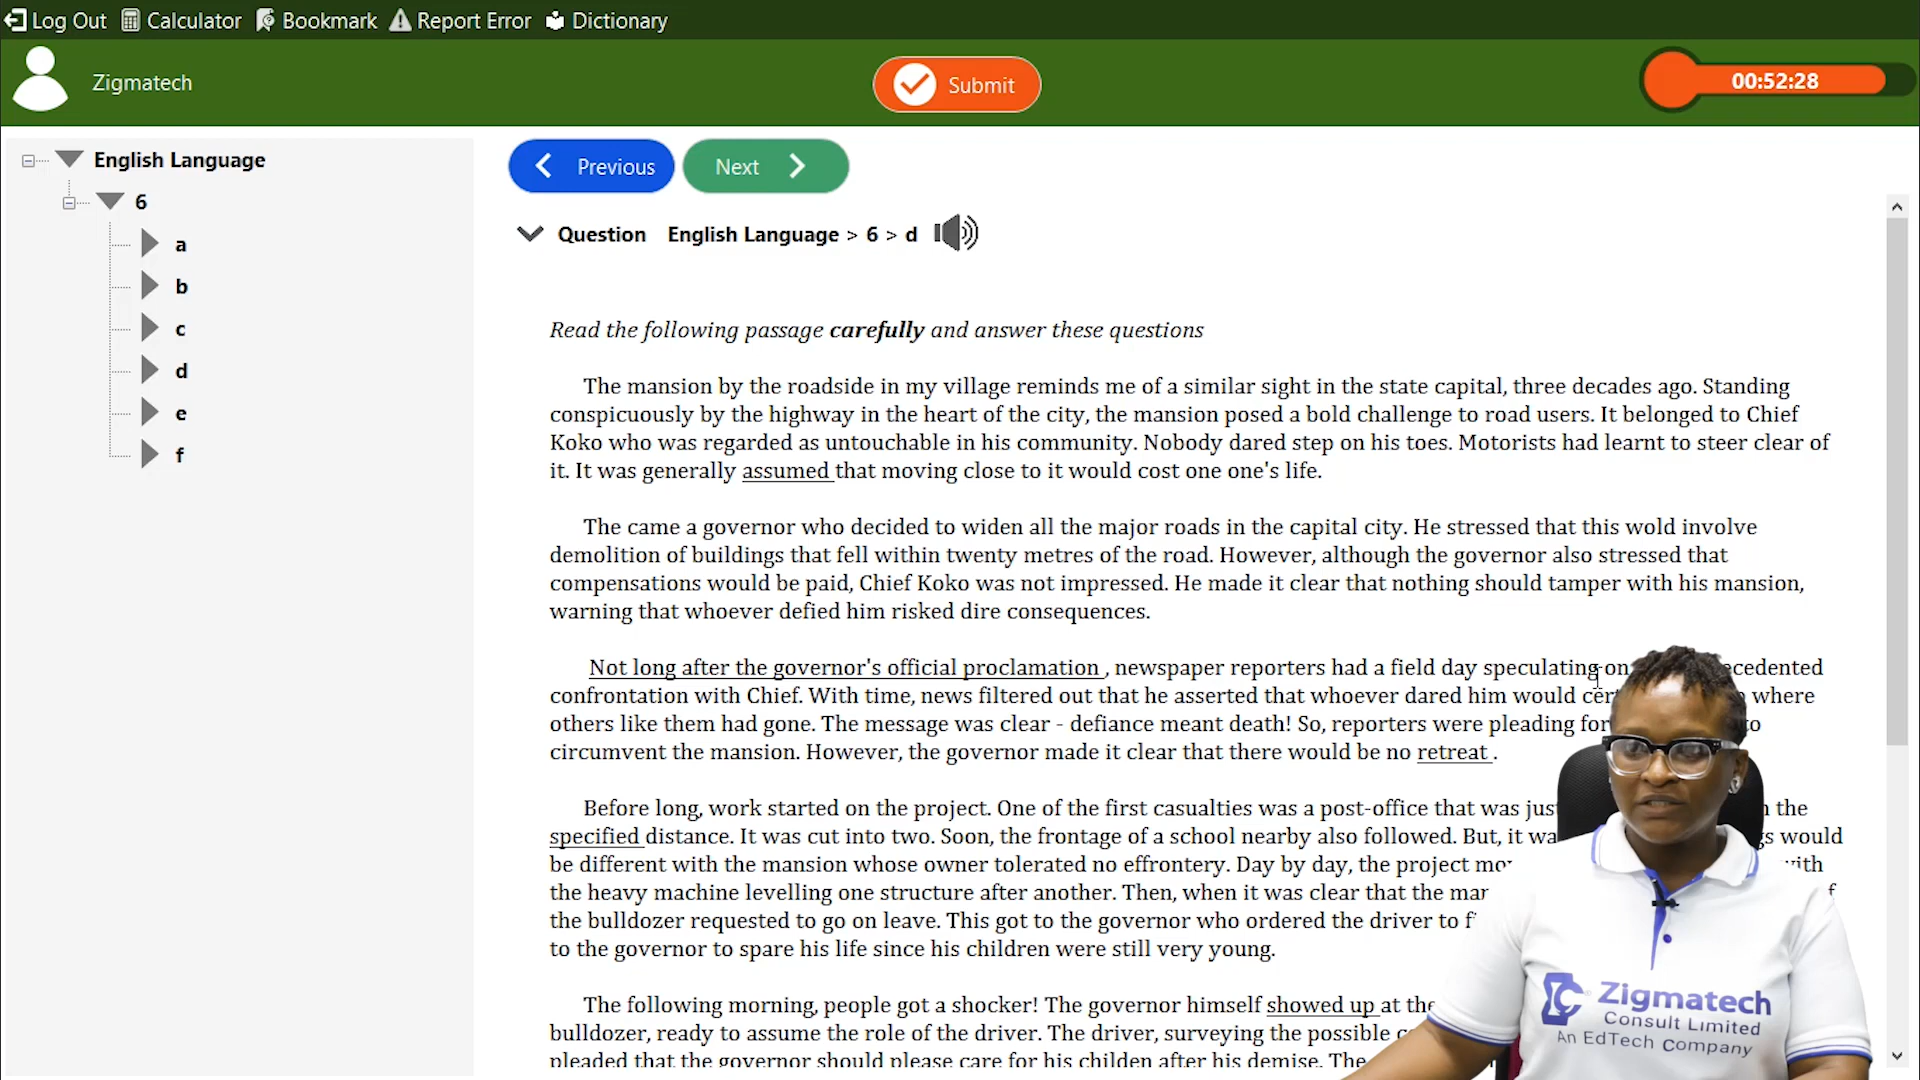 Log Out Calculator Bookmark Report Error Dictionary
Zigmatech
Submit
00:52:28
English Language
6
a
b
c
d
e
f
Previous
Next
Question English Language > 6 > d
Read the following passage carefully and answer these questions
The mansion by the roadside in my village reminds me of a similar sight in the state capital, three decades ago. Standing
conspicuously by the highway in the heart of the city, the mansion posed a bold challenge to road users. It belonged to Chief
Koko who was regarded as untouchable in his community. Nobody dared step on his toes. Motorists had learnt to steer clear of
it. It was generally assumed that moving close to it would cost one one's life.
The came a governor who decided to widen all the major roads in the capital city. He stressed that this wold involve
demolition of buildings that fell within twenty metres of the road. However, although the governor also stressed that
compensations would be paid, Chief Koko was not impressed. He made it clear that nothing should tamper with his mansion,
warning that whoever defied him risked dire consequences.
Not long after the governor's official proclamation , newspaper reporters had a field day speculating on
confrontation with Chief. With time, news filtered out that he asserted that whoever dared him would where
others like them had gone. The message was clear - defiance meant death! So, reporters were pleading for to
circumvent the mansion. However, the governor made it clear that there would be no retreat .
Before long, work started on the project. One of the first casualties was a post-office that was the
specified distance. It was cut into two. Soon, the frontage of a school nearby also followed. But, it would
be different with the mansion whose owner tolerated no effrontery. Day by day, the project with
the heavy machine levelling one structure after another. Then, when it was clear that the
the bulldozer requested to go on leave. This got to the governor who ordered the driver to
to the governor to spare his life since his children were still very young.
The following morning, people got a shocker! The governor himself showed up at the
bulldozer, ready to assume the role of the driver. The driver, surveying the possible
pleaded that the governor should please care for his childen after his demise. The
Zigmatech
Consult Limited
An EdTech Company